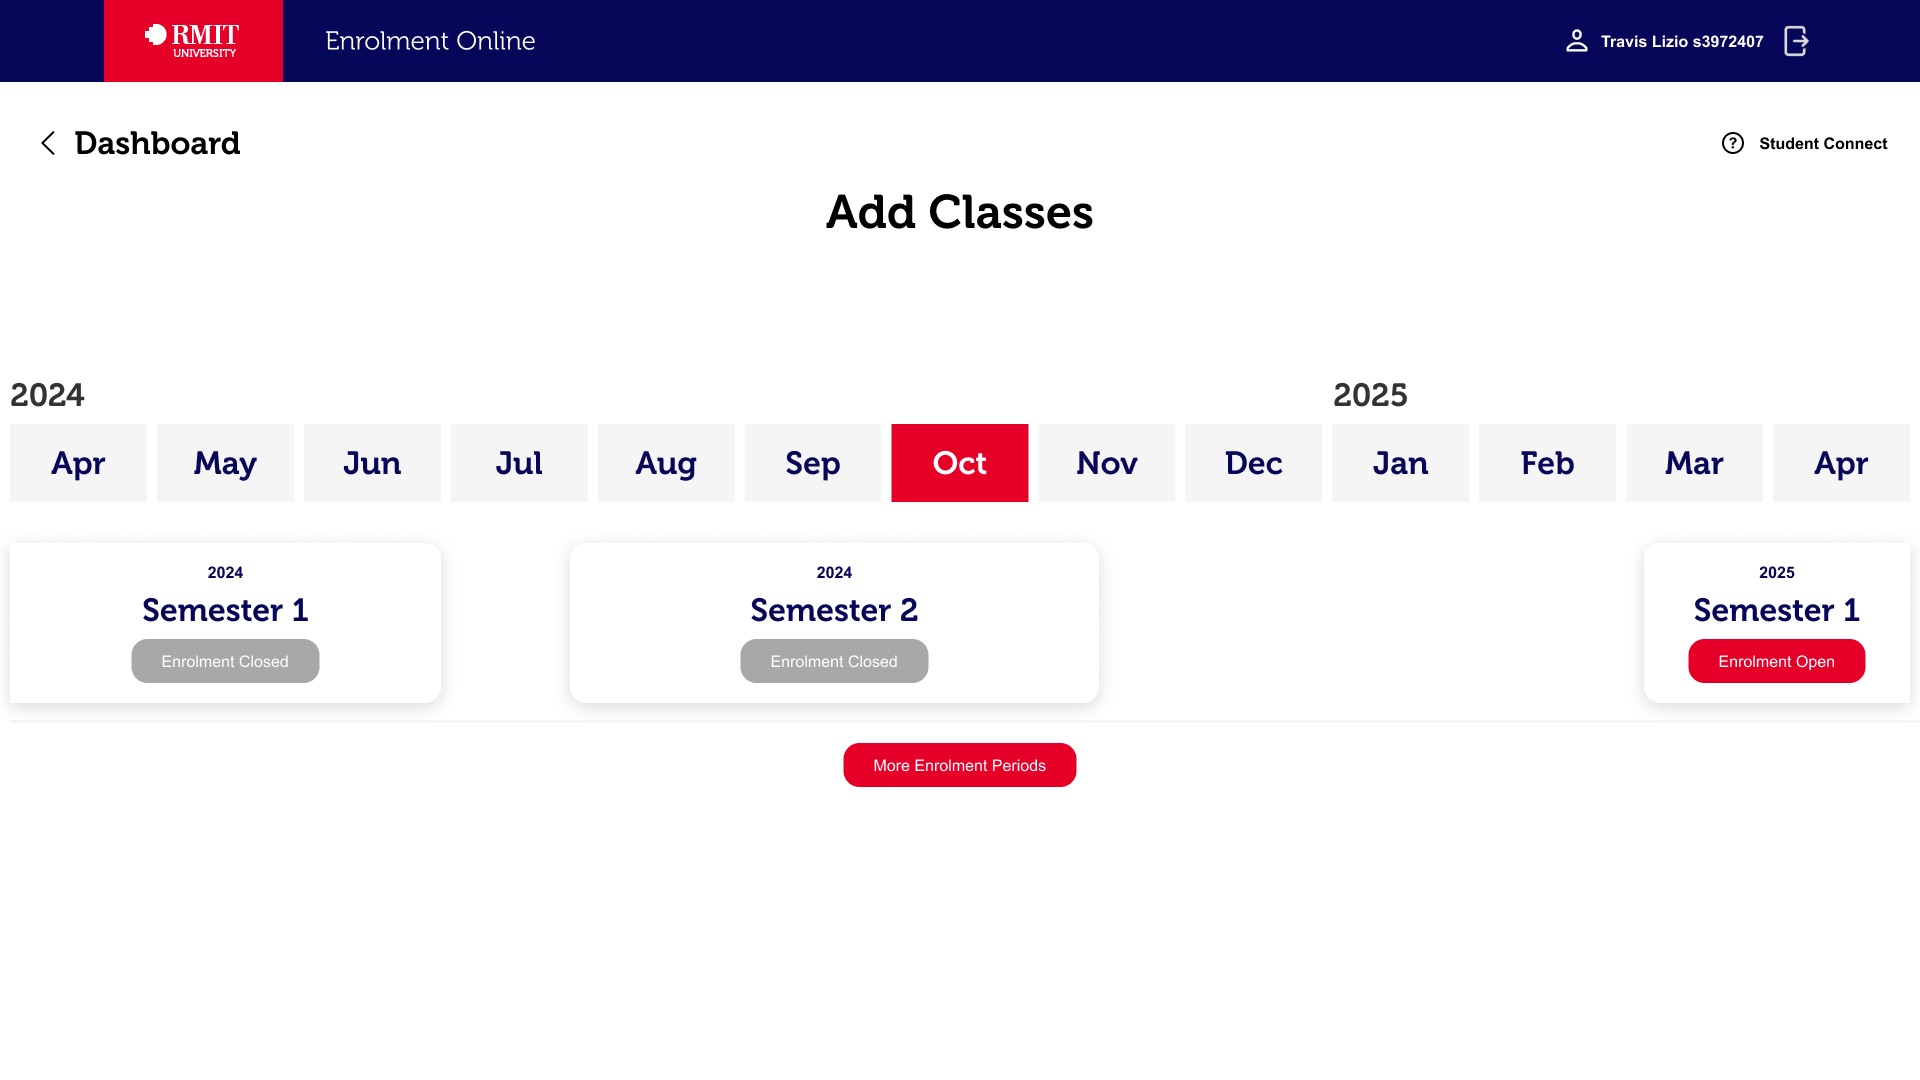 RMIT
UNIVERSITY
Enrolment Online
Travis Lizio s3972407
Dashboard
? Student Connect
Add Classes
2024 2025
Apr May Jun Jul Aug Sep Oct Nov Dec Jan Feb Mar Apr
2024
Semester 1
Enrolment Closed
2024
Semester 2
Enrolment Closed
2025
Semester 1
Enrolment Open
More Enrolment Periods